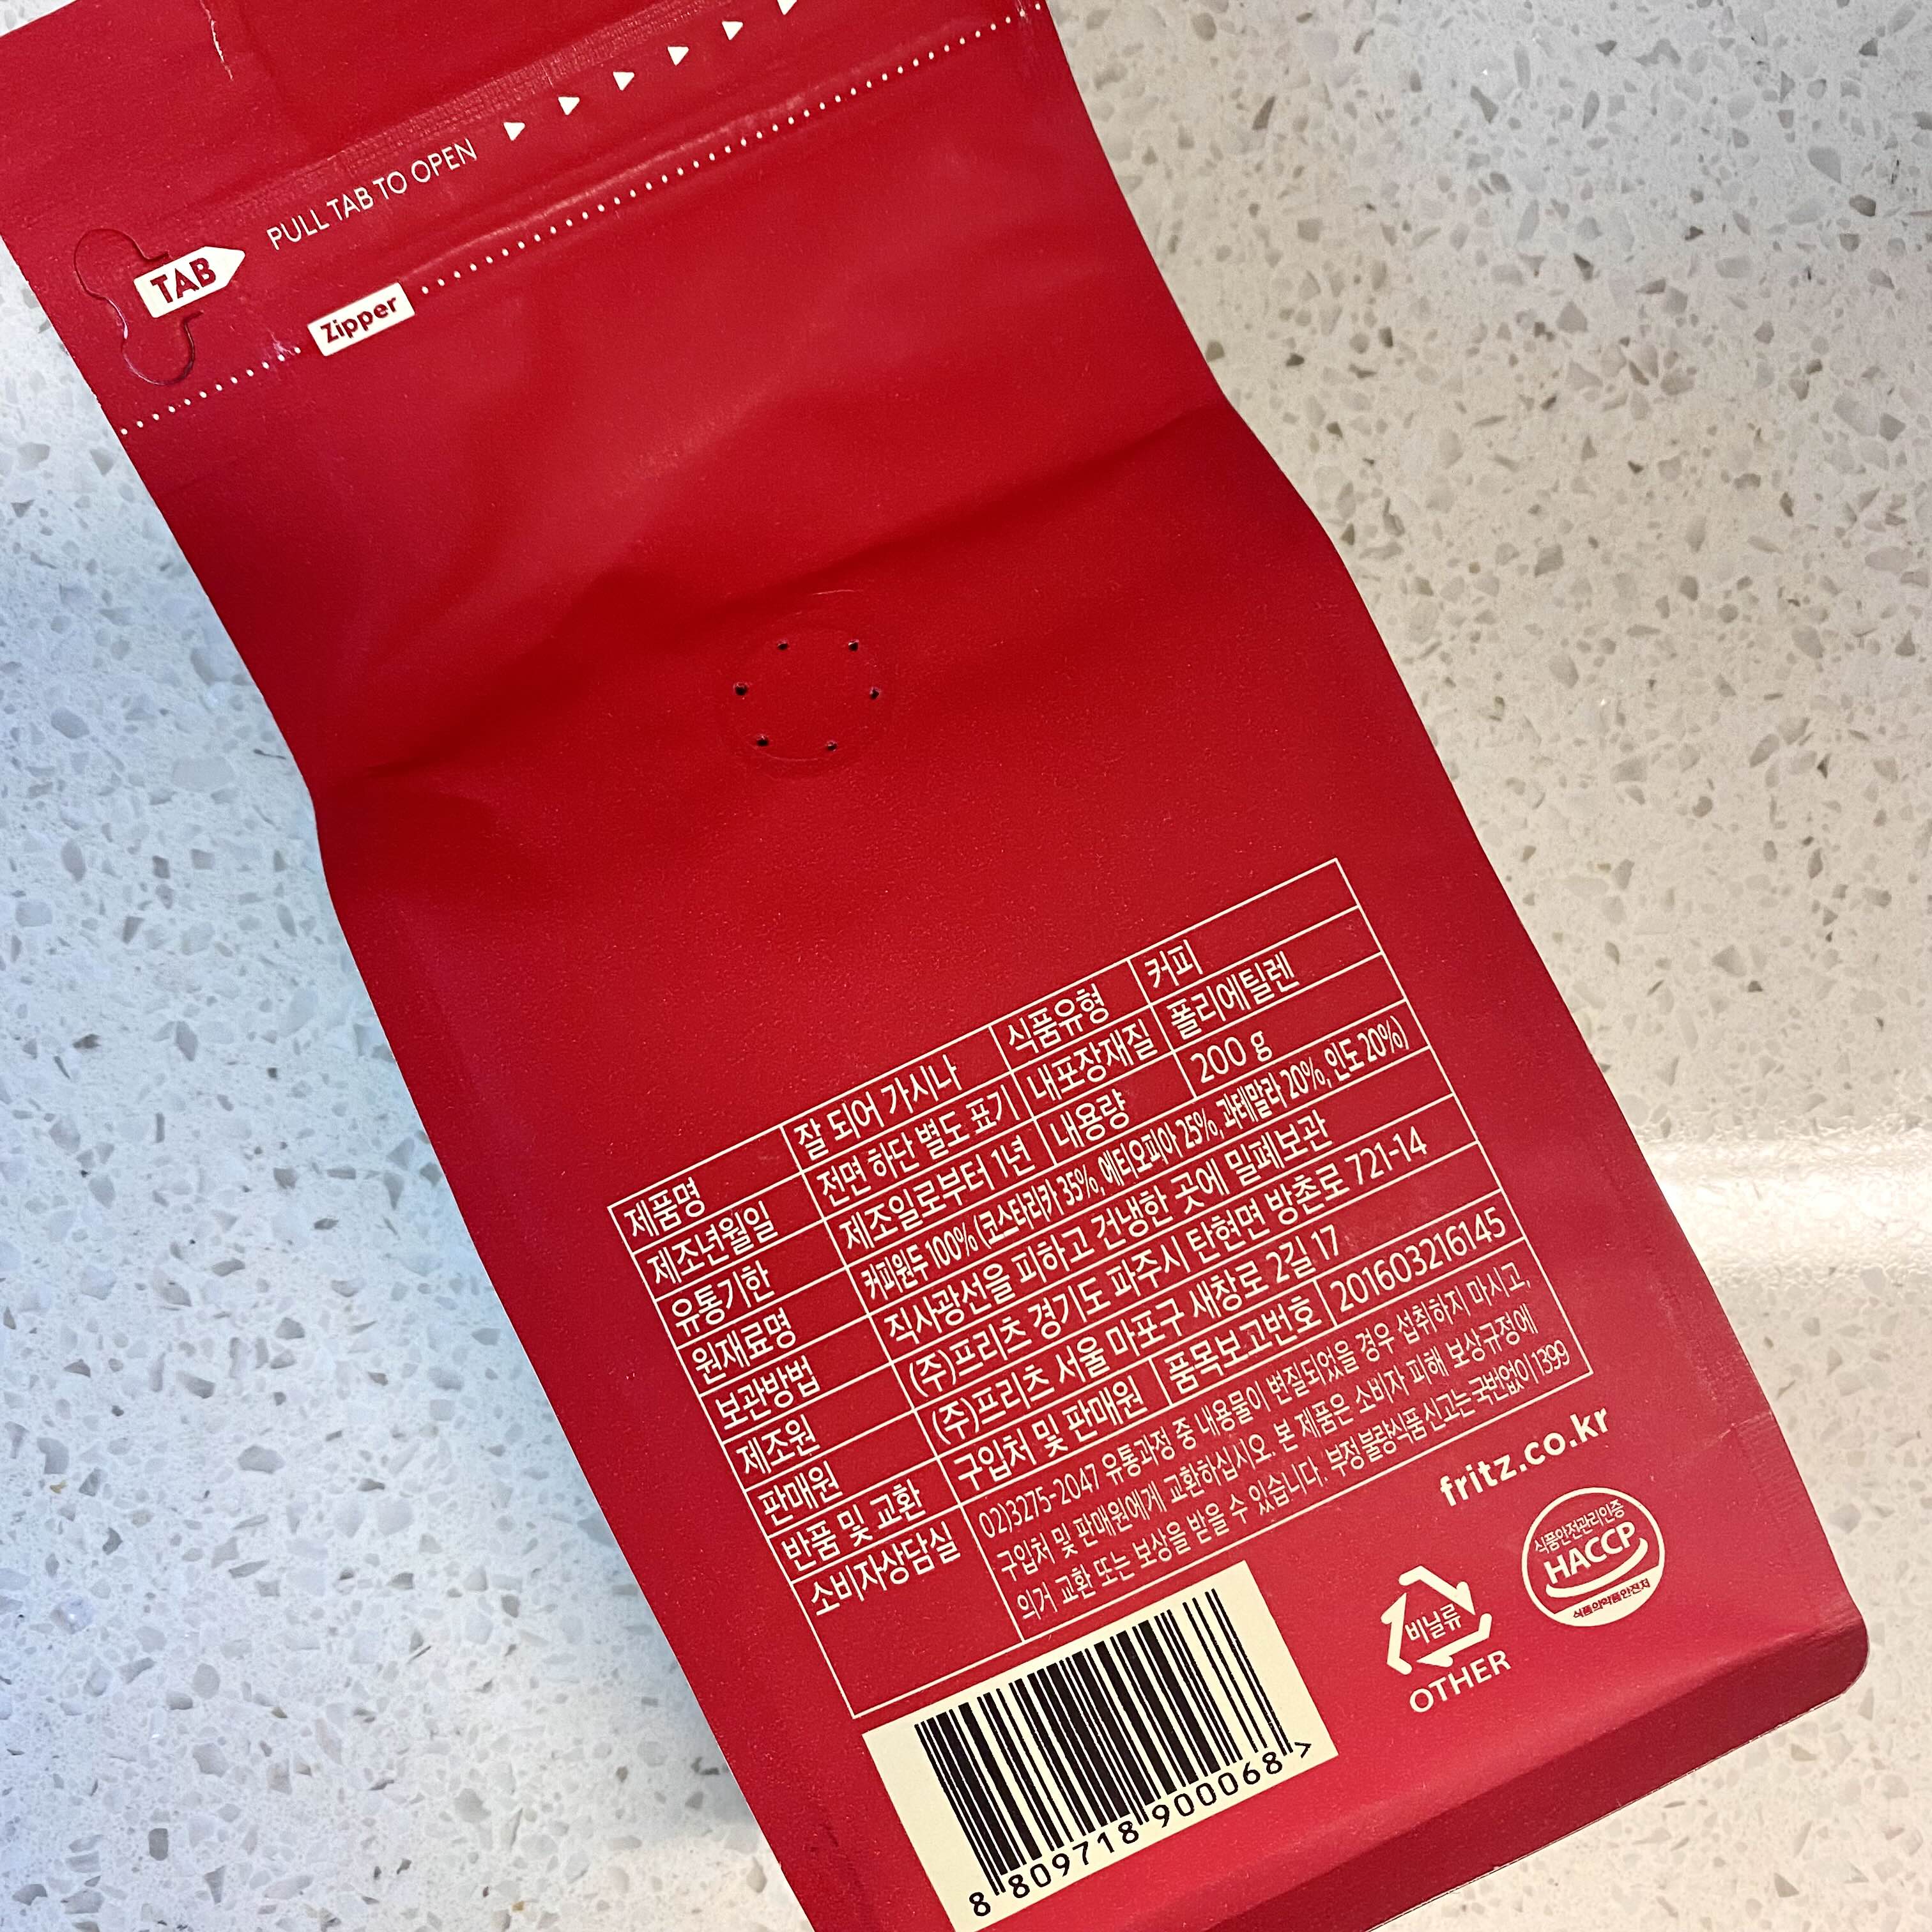 PULL TAB TO OPEN
TAB
Zipper
제품명 잘 되어 가시나 식품유형 커피
제조년월일 전면 하단 별도 표기 내포장재질 폴리에틸렌
유통기한 제조일로부터 1년 내용량 200 g
원재료명 커피원두 100% (코스타리카 35%, 에티오피아 25%, 과테말라 20%, 인도 20%)
보관방법 직사광선을 피하고 건냉한 곳에 밀폐보관
제조원 (주)프리츠 경기도 파주시 탄현면 방촌로 721-14
판매원 (주)프리츠 서울 마포구 새창로 2길 17
반품 및 교환 구입처 및 판매원 품목보고번호 201603216145
소비자상담실 02)3275-2047 유통과정 중 내용물이 변질되었을 경우 섭취하지 마시고,
구입처 및 판매원에게 교환하십시오. 본 제품은 소비자 피해 보상규정에
의거 교환 또는 보상을 받을 수 있습니다. 부정불량식품신고는 국번없이 1399
fritz.co.kr
식품안전관리인증
HACCP
식품의약품안전처
비닐류
OTHER
8 809718 900068 >